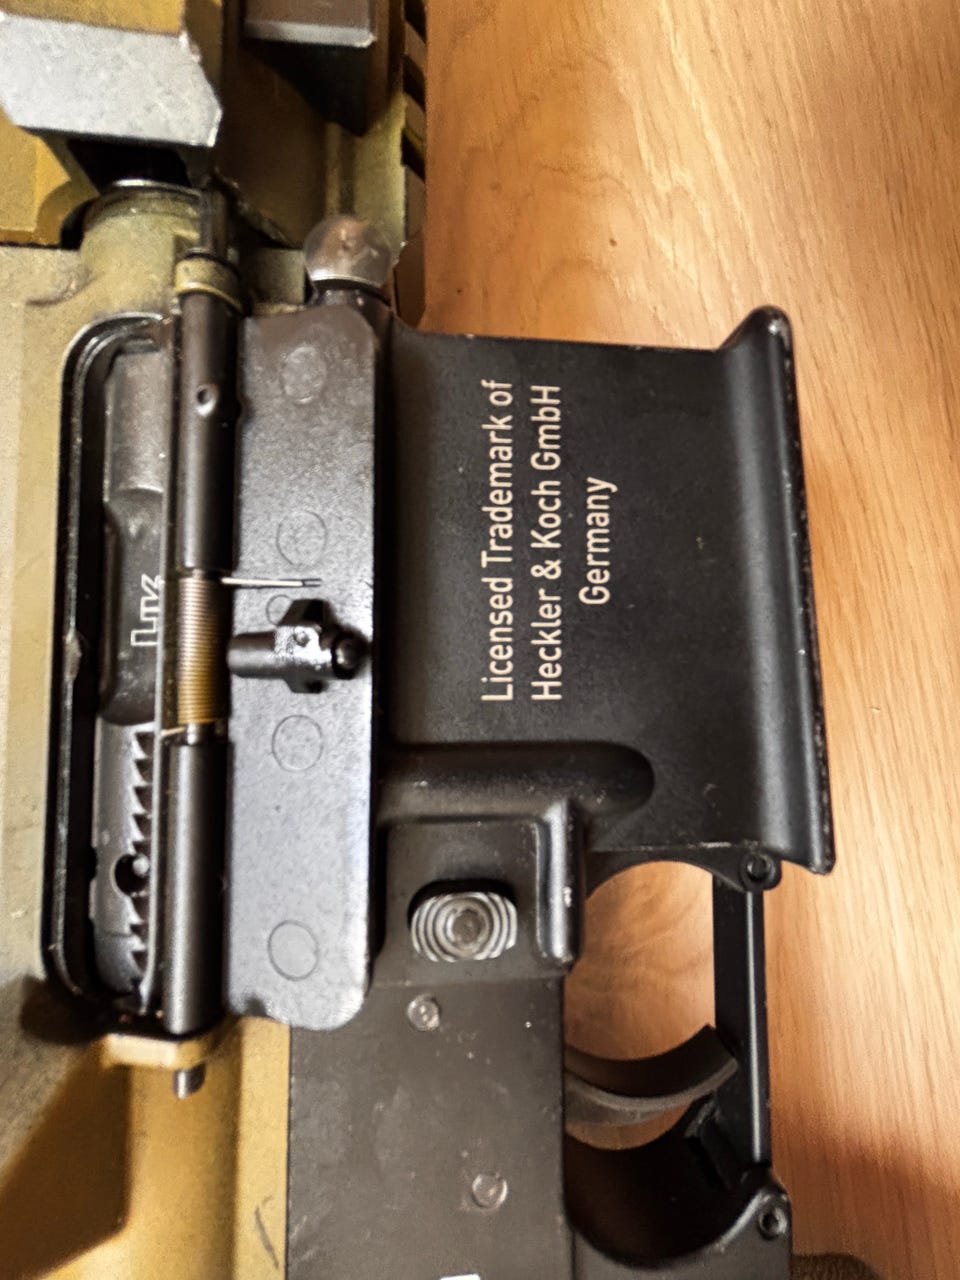 Licensed Trademark of
Heckler & Koch GmbH
Germany